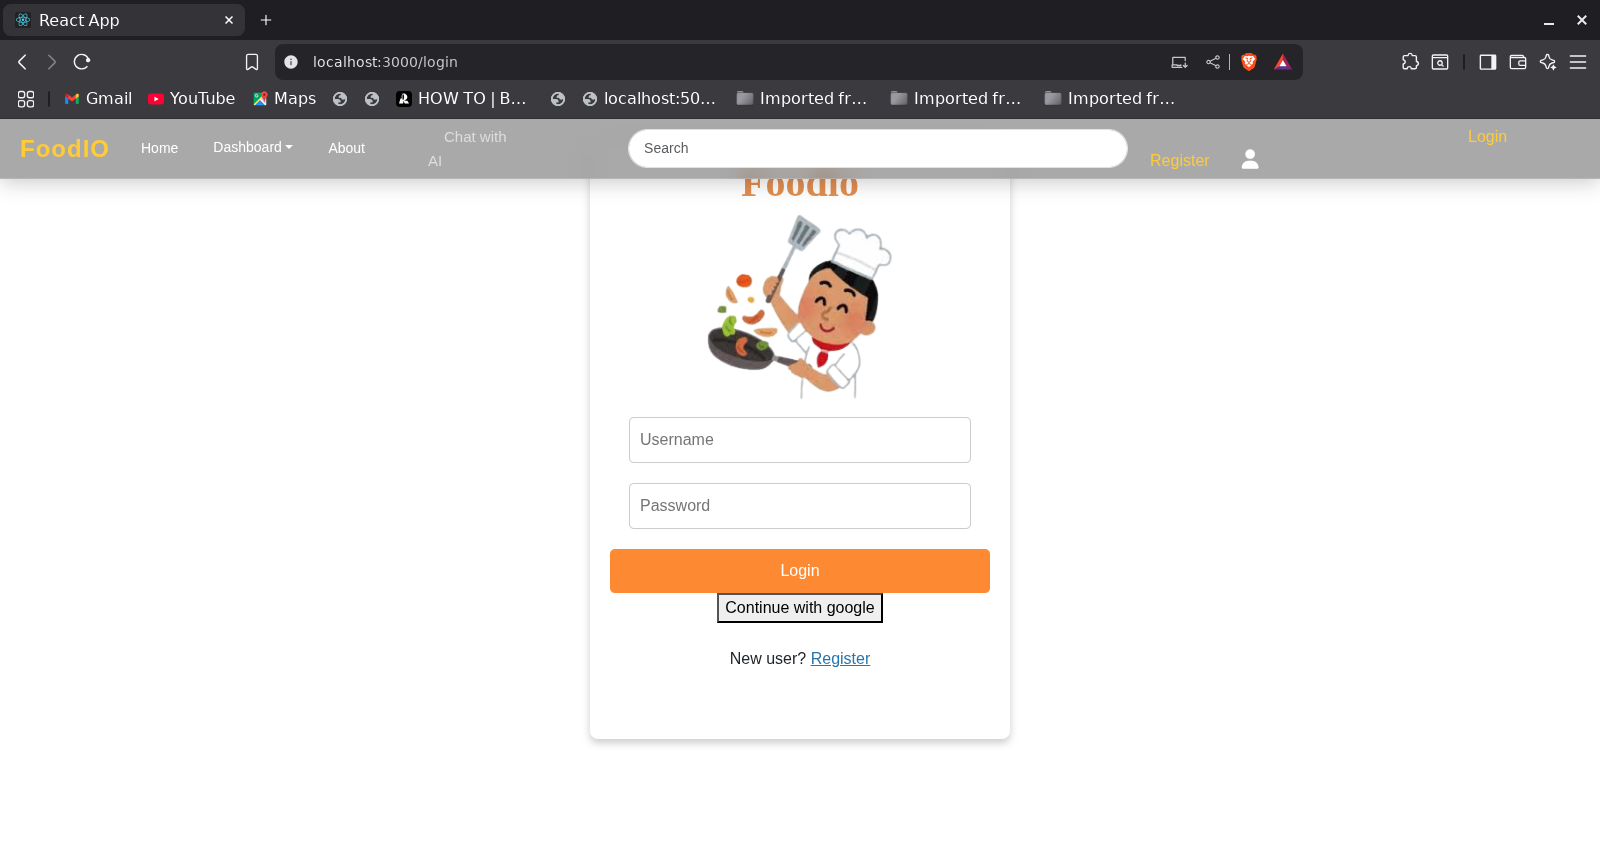 React App
localhost:3000/login
Gmail
YouTube
Maps
HOW TO | B...
localhost:50...
Imported fr...
Imported fr...
Imported fr...
FoodIO
Home
Dashboard
About
Chat with
AI
Search
Register
Login
Foodio
Username
Password
Login
Continue with google
New user? Register